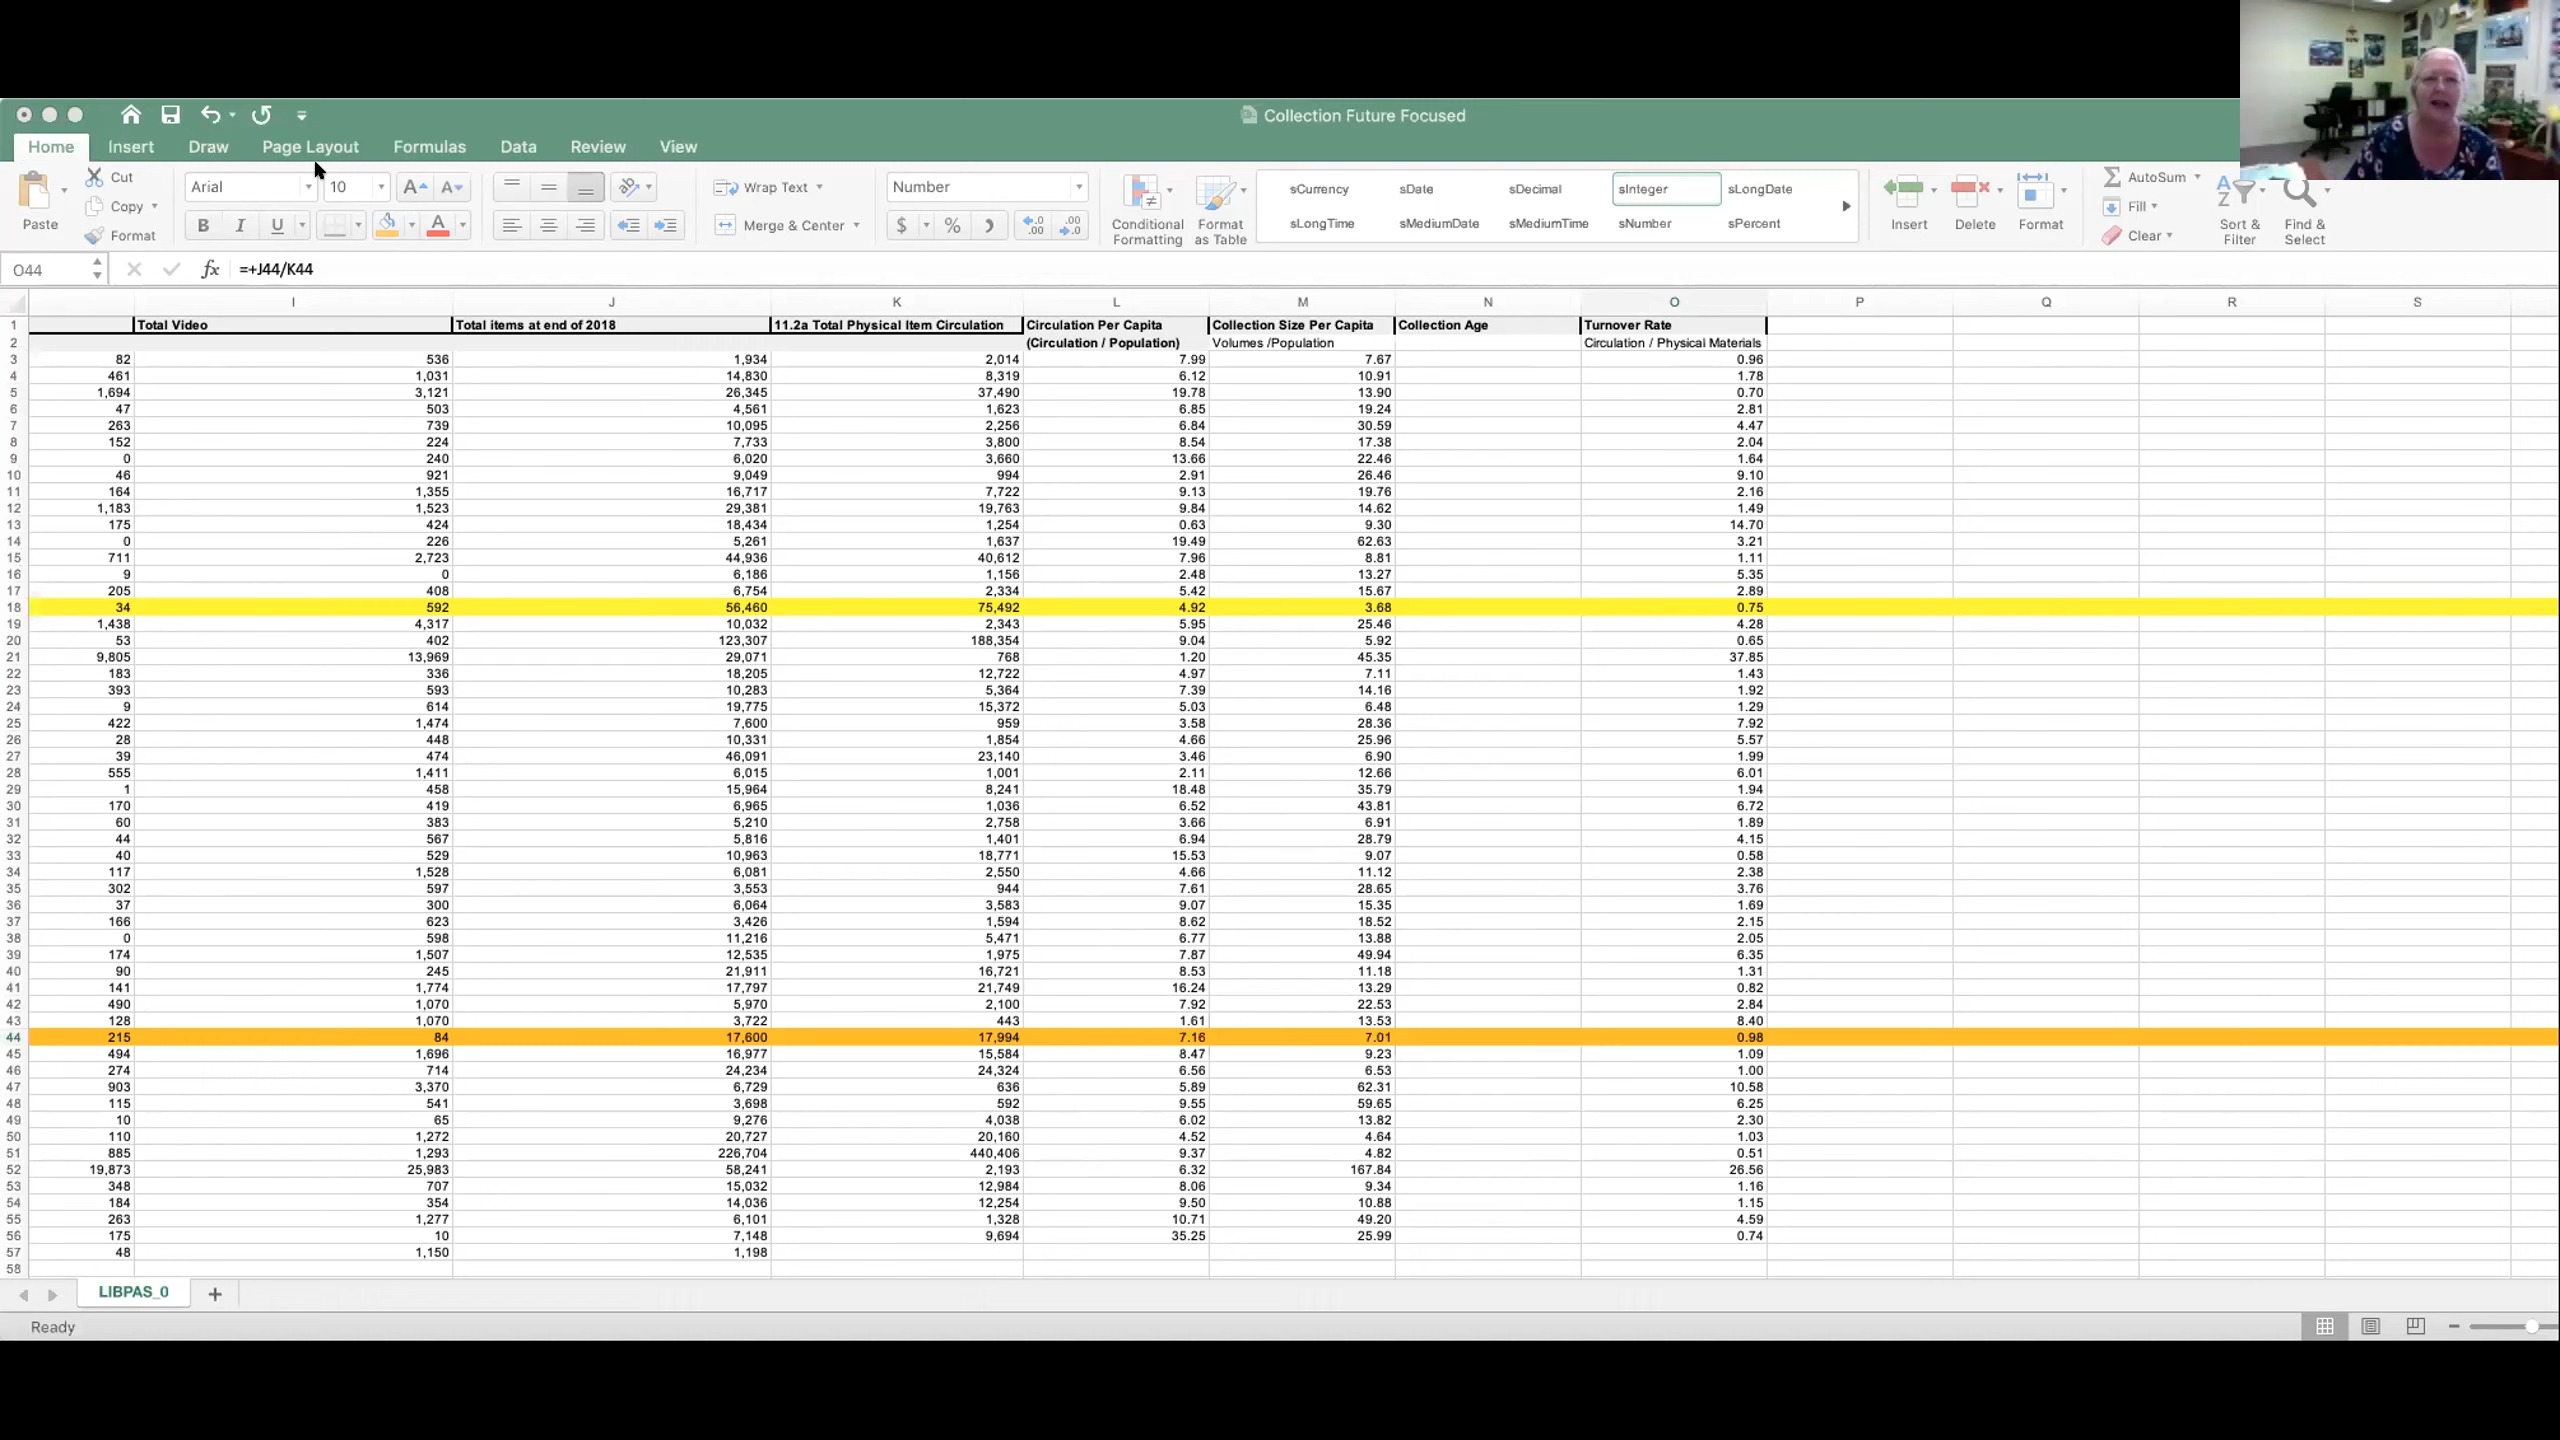 Collection Future Focused
Home Insert Draw Page Layout Formulas Data Review View
Paste Cut Copy Format
Arial 10
B I U A
Wrap Text Merge & Center
Number
$ % .00
Conditional Formatting Format as Table
sCurrency sDate sDecimal sInteger sLongDate
sLongTime sMediumDate sMediumTime sNumber sPercent
Insert Delete Format
AutoSum Fill Clear
Sort & Filter Find & Select
O44 fx =+J44/K44
I J K L M N O P Q R S
1 Total Video Total items at end of 2018 11.2a Total Physical Item Circulation Circulation Per Capita Collection Size Per Capita Collection Age Turnover Rate
2 (Circulation / Population) Volumes /Population Circulation / Physical Materials
3 82 536 1,934 2,014 7.99 7.67 0.96
4 461 1,031 14,830 8,319 6.12 10.91 1.78
5 1,694 3,121 26,345 37,490 19.78 13.90 0.70
6 47 503 4,561 1,623 6.85 19.24 2.81
7 263 739 10,095 2,256 6.84 30.59 4.47
8 152 224 7,733 3,800 8.54 17.38 2.04
9 0 240 6,020 3,660 13.66 22.46 1.64
10 46 921 9,049 994 2.91 26.46 9.10
11 164 1,355 16,717 7,722 9.13 19.76 2.16
12 1,183 1,523 29,381 19,763 9.84 14.62 1.49
13 175 424 18,434 1,254 0.63 9.30 14.70
14 0 226 5,261 1,637 19.49 62.63 3.21
15 711 2,723 44,936 40,612 7.96 8.81 1.11
16 9 0 6,186 1,156 2.48 13.27 5.35
17 205 408 6,754 2,334 5.42 15.67 2.89
18 34 592 56,460 75,492 4.92 3.68 0.75
19 1,438 4,317 10,032 2,343 5.95 25.46 4.28
20 53 402 123,307 188,354 9.04 5.92 0.65
21 9,805 13,969 29,071 768 1.20 45.35 37.85
22 183 336 18,205 12,722 4.97 7.11 1.43
23 393 593 10,283 5,364 7.39 14.16 1.92
24 9 614 19,775 15,372 5.03 6.48 1.29
25 422 1,474 7,600 959 3.58 28.36 7.92
26 28 448 10,331 1,854 4.66 25.96 5.57
27 39 474 46,091 23,140 3.46 6.90 1.99
28 555 1,411 6,015 1,001 2.11 12.66 6.01
29 1 458 15,964 8,241 18.48 35.79 1.94
30 170 419 6,965 1,036 6.52 43.81 6.72
31 60 383 5,210 2,758 3.66 6.91 1.89
32 44 567 5,816 1,401 6.94 28.79 4.15
33 40 529 10,963 18,771 15.53 9.07 0.58
34 117 1,528 6,081 2,550 4.66 11.12 2.38
35 302 597 3,553 944 7.61 28.65 3.76
36 37 300 6,064 3,583 9.07 15.35 1.69
37 166 623 3,426 1,594 8.62 18.52 2.15
38 0 598 11,216 5,471 6.77 13.88 2.05
39 174 1,507 12,535 1,975 7.87 49.94 6.35
40 90 245 21,911 16,721 8.53 11.18 1.31
41 141 1,774 17,797 21,749 16.24 13.29 0.82
42 490 1,070 5,970 2,100 7.92 22.53 2.84
43 128 1,070 3,722 443 1.61 13.53 8.40
44 215 84 17,600 17,994 7.16 7.01 0.98
45 494 1,696 16,977 15,584 8.47 9.23 1.09
46 274 714 24,234 24,324 6.56 6.53 1.00
47 903 3,370 6,729 636 5.89 62.31 10.58
48 115 541 3,698 592 9.55 59.65 6.25
49 10 65 9,276 4,038 6.02 13.82 2.30
50 110 1,272 20,727 20,160 4.52 4.64 1.03
51 885 1,293 226,704 440,406 9.37 4.82 0.51
52 19,873 25,983 58,241 2,193 6.32 167.84 26.56
53 348 707 15,032 12,984 8.06 9.34 1.16
54 184 354 14,036 12,254 9.50 10.88 1.15
55 263 1,277 6,101 1,328 10.71 49.20 4.59
56 175 10 7,148 9,694 35.25 25.99 0.74
57 48 1,150 1,198
58
LIBPAS_0
Ready